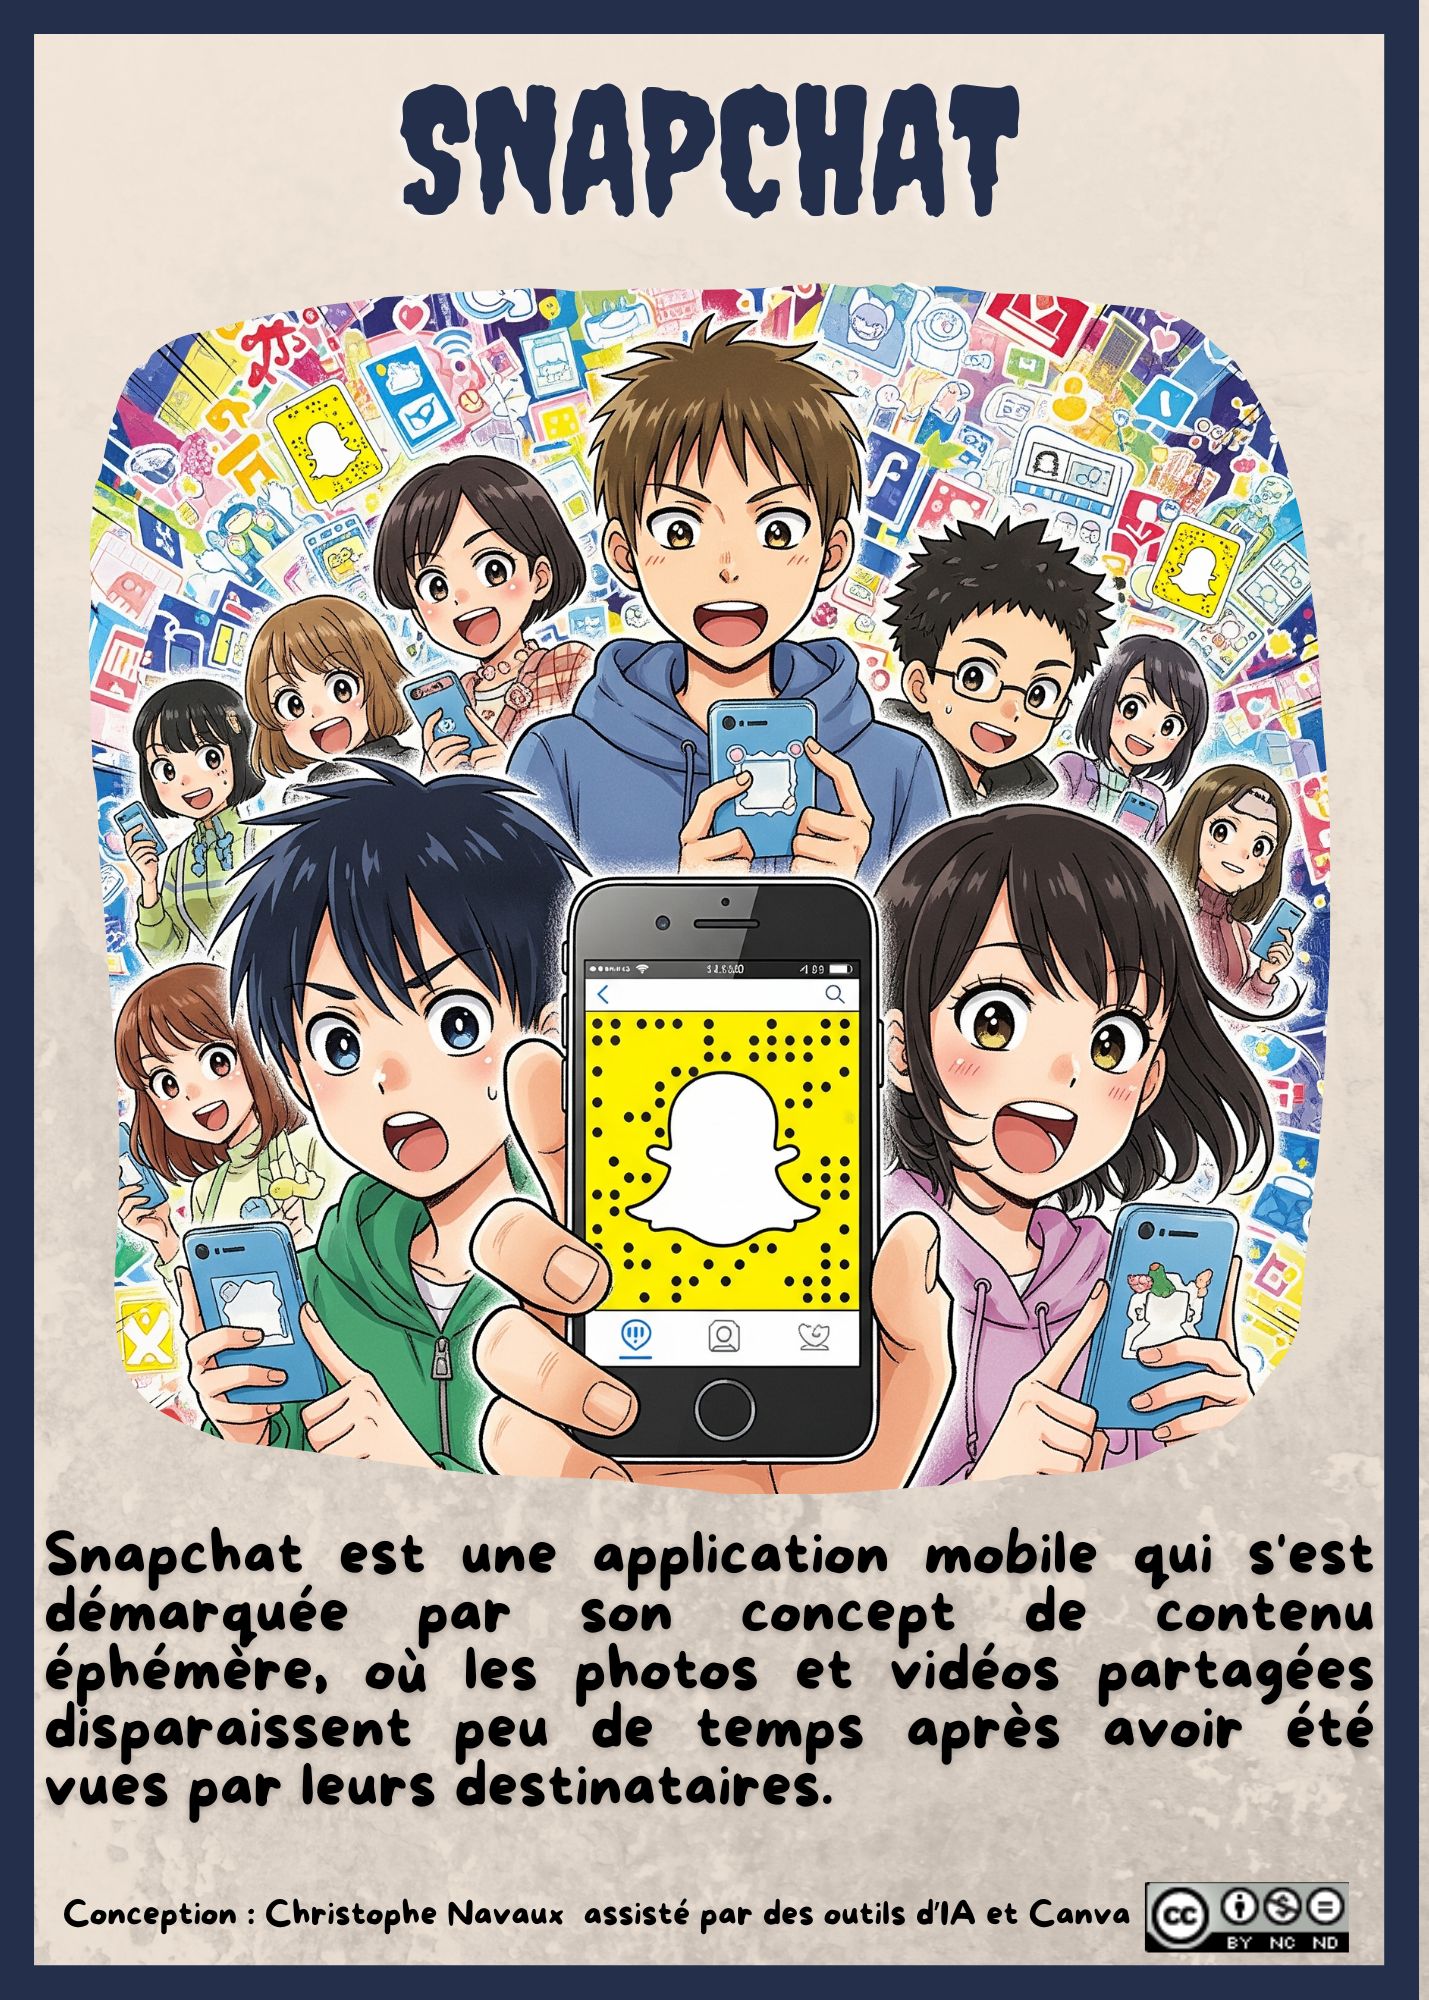 SNAPCHAT
Snapchat est une application mobile qui s'est
démarquée par son concept de contenu
éphémère, où les photos et vidéos partagées
disparaissent peu de temps après avoir été
vues par leurs destinataires.
Conception : Christophe Navaux assisté par des outils d'IA et Canva
cc
BY NC ND